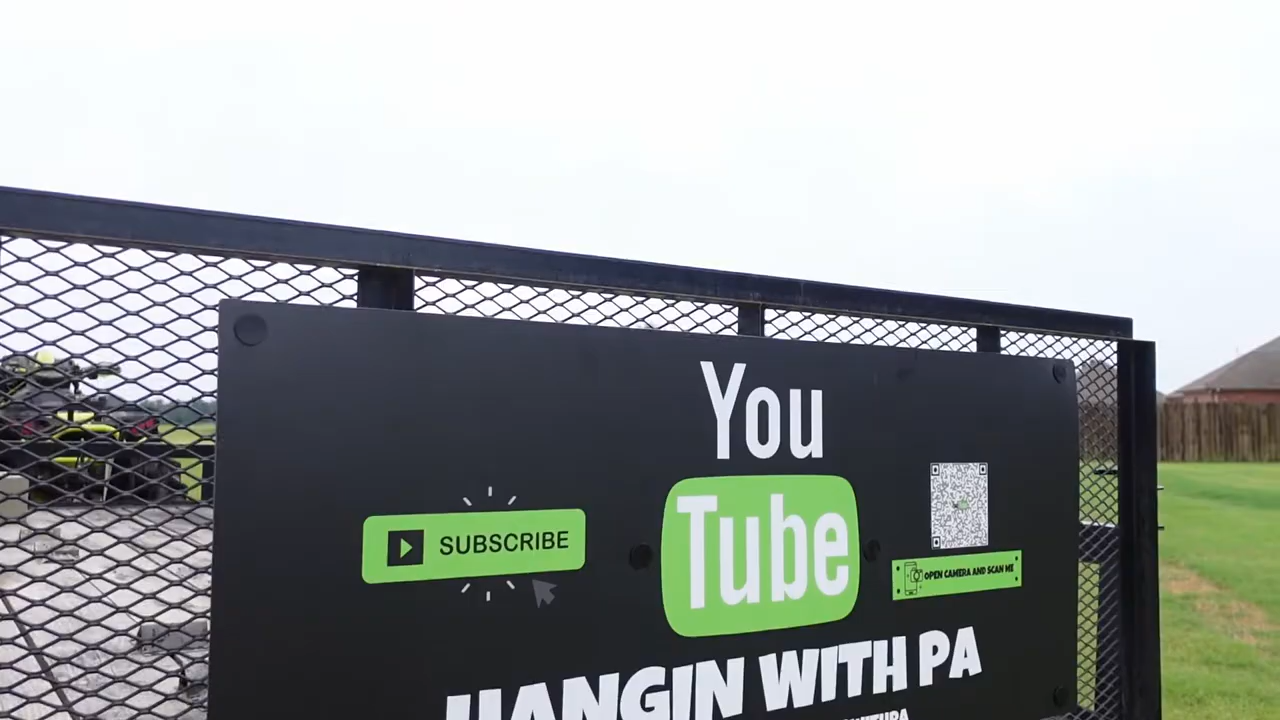 You
Tube
SUBSCRIBE
OPEN CAMERA AND SCAN ME
HANGIN WITH PA